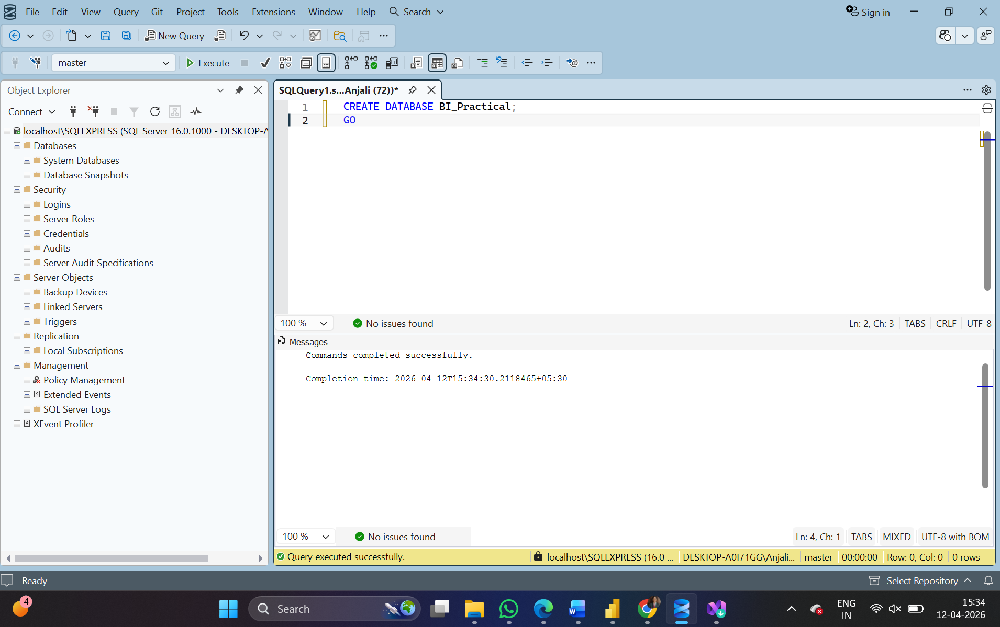 File Edit View Query Git Project Tools Extensions Window Help Search Sign in
New Query
master Execute
Object Explorer
Connect
localhost\SQLEXPRESS (SQL Server 16.0.1000 - DESKTOP-A
Databases
System Databases
Database Snapshots
Security
Logins
Server Roles
Credentials
Audits
Server Audit Specifications
Server Objects
Backup Devices
Linked Servers
Triggers
Replication
Local Subscriptions
Management
Policy Management
Extended Events
SQL Server Logs
XEvent Profiler
SQLQuery1.s...Anjali (72))*
1 CREATE DATABASE BI_Practical;
2 GO
100 % No issues found Ln: 2, Ch: 3 TABS CRLF UTF-8
Messages
Commands completed successfully.
Completion time: 2026-04-12T15:34:30.2118465+05:30
100 % No issues found Ln: 4, Ch: 1 TABS MIXED UTF-8 with BOM
Query executed successfully. localhost\SQLEXPRESS (16.0 ... DESKTOP-A0I71GG\Anjali... master 00:00:00 Row: 0, Col: 0 0 rows
Ready Select Repository
4 Search ENG 15:34
IN 12-04-2026